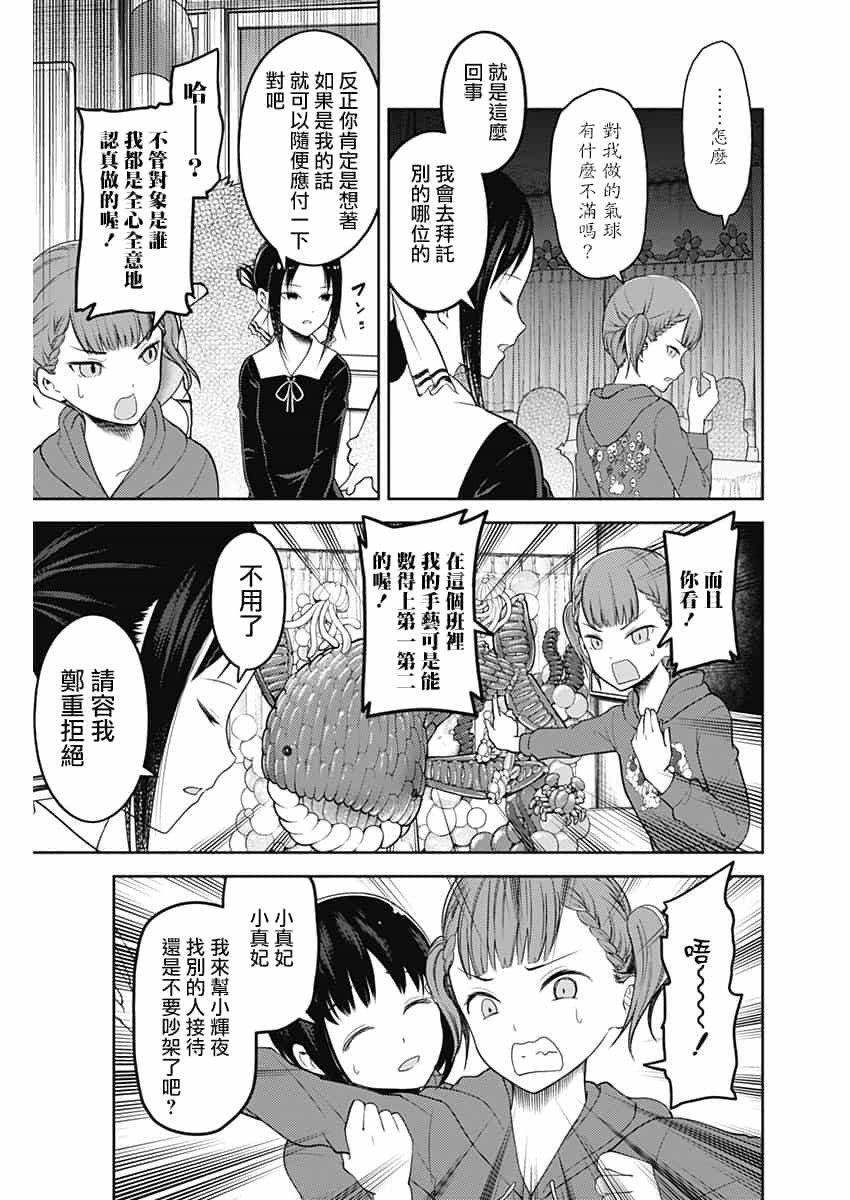 ……怎麼
對我做的氣球
有什麼不滿嗎？
就是這麼
回事
我會去拜託
別的哪位的
反正你肯定是想著
如果是我的話
就可以隨便應付一下
對吧
哈——？
不管對象是誰
我都是全心全意地
認真做的喔！
而且
你看！
在這個班裡
我的手藝可是能
數得上第一第二
的喔！
不用了
請容我
鄭重拒絕
唔～～
小真妃
小真妃
我來幫小輝夜
找別的人接待
還是不要吵架了吧？